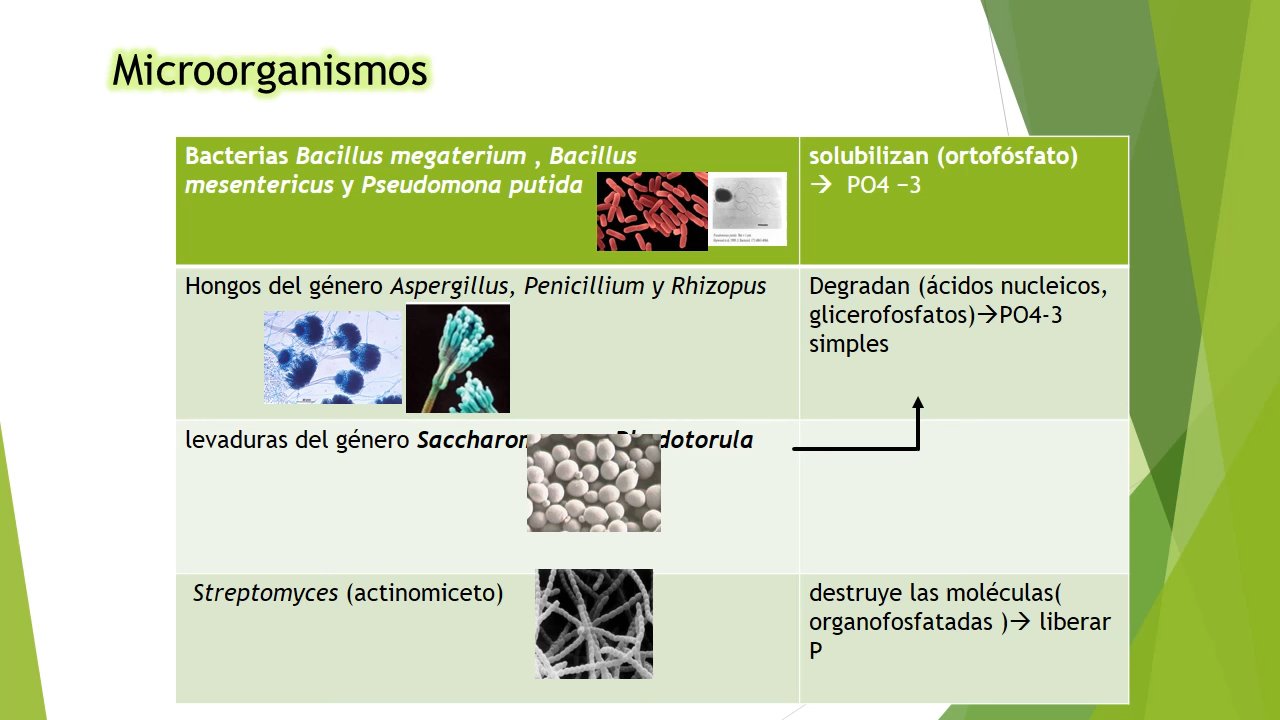 Microorganismos
Bacterias Bacillus megaterium , Bacillus
mesentericus y Pseudomona putida
solubilizan (ortofósfato)
→ PO4 −3
Hongos del género Aspergillus, Penicillium y Rhizopus
Degradan (ácidos nucleicos,
glicerofosfatos)→PO4-3
simples
levaduras del género
Streptomyces (actinomiceto)
destruye las moléculas(
organofosfatadas )→ liberar
P